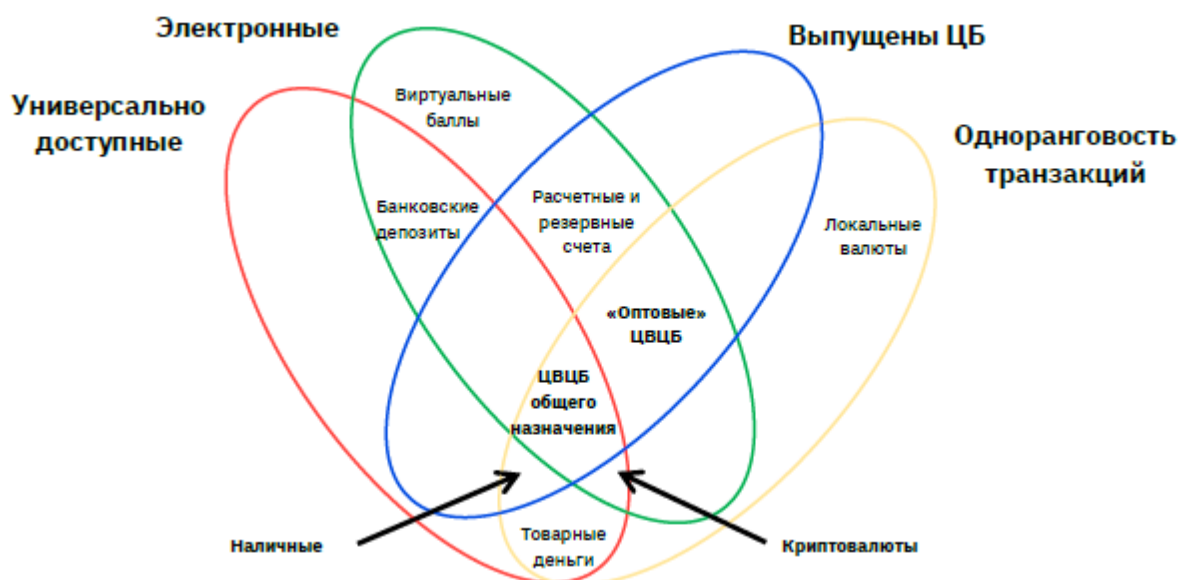 Электронные
Выпущены ЦБ
Универсально
доступные
Одноранговость
транзакций
Виртуальные
баллы
Банковские
депозиты
Расчетные и
резервные
счета
Локальные
валюты
«Оптовые»
ЦВЦБ
ЦВЦБ
общего
назначения
Наличные
Товарные
деньги
Криптовалюты